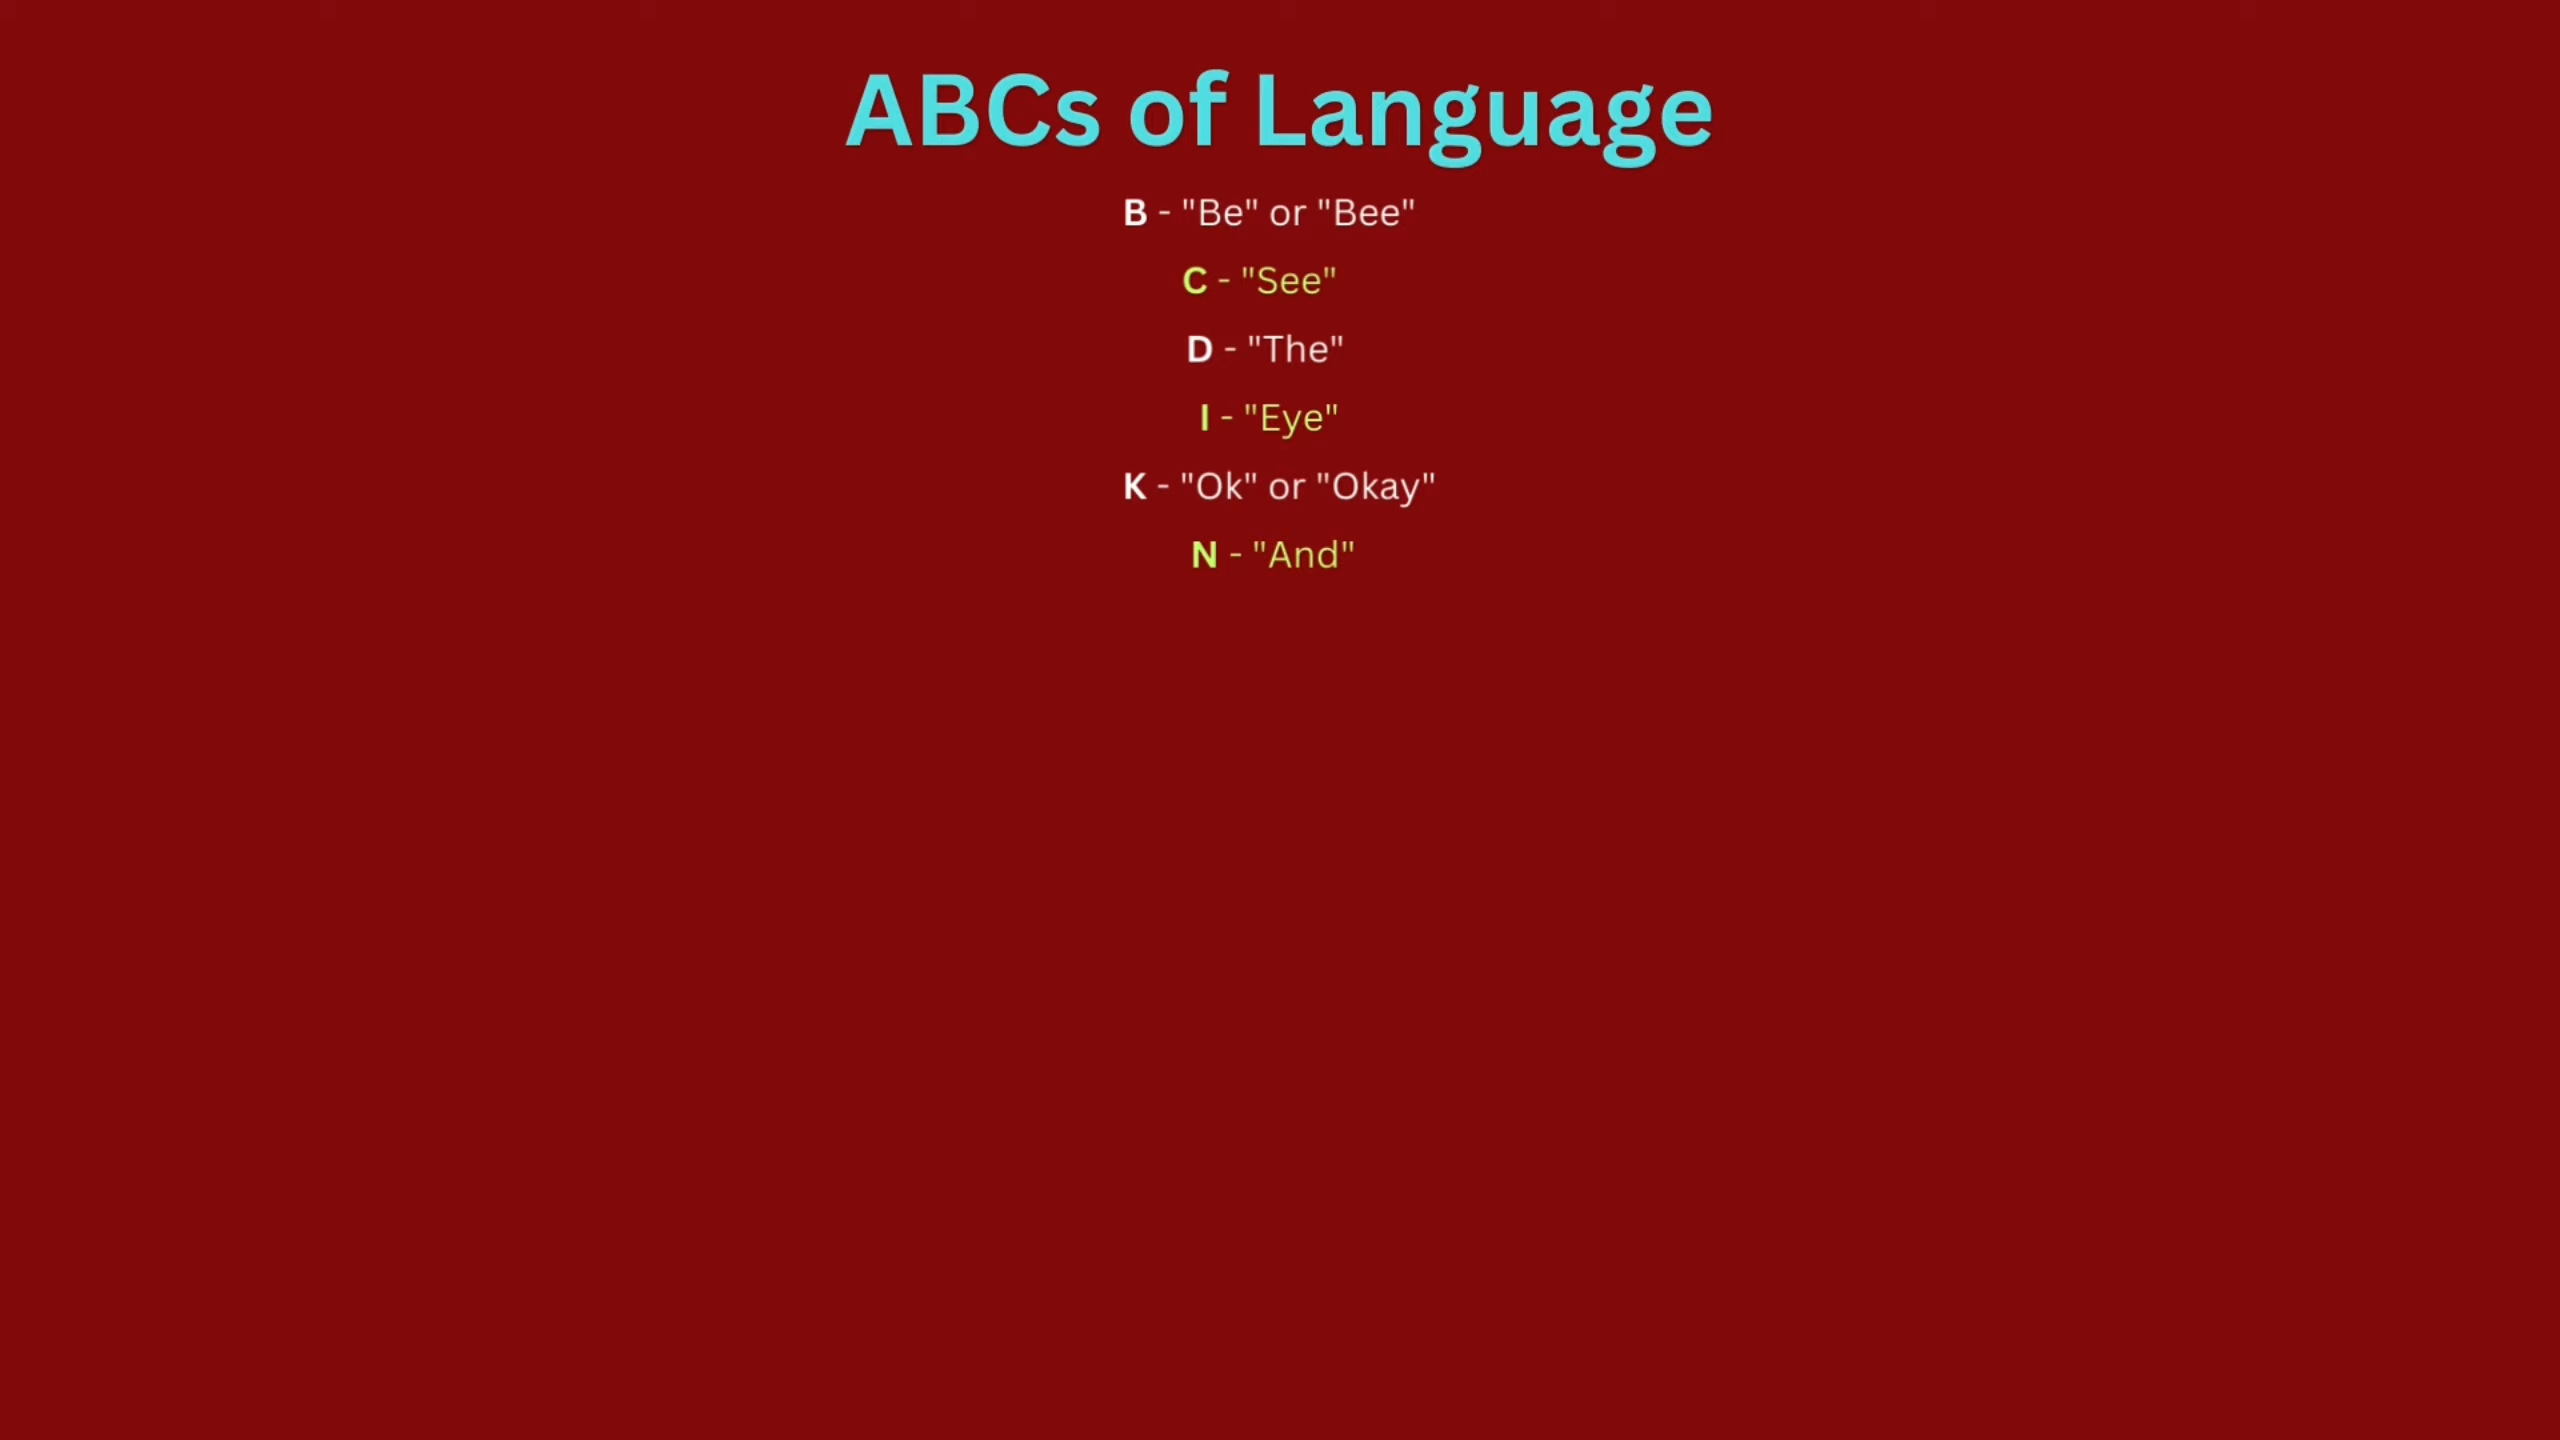 ABCs of Language
B - "Be" or "Bee"
C - "See"
D - "The"
I - "Eye"
K - "Ok" or "Okay"
N - "And"